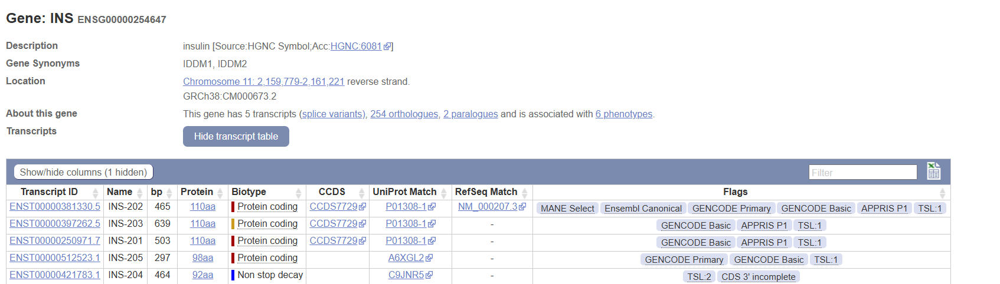 Gene: INS ENSG00000254647
Description insulin [Source:HGNC Symbol;Acc:HGNC:6081]
Gene Synonyms IDDM1, IDDM2
Location Chromosome 11: 2,159,779-2,161,221 reverse strand.
GRCh38:CM000673.2
About this gene This gene has 5 transcripts (splice variants), 254 orthologues, 2 paralogues and is associated with 6 phenotypes.
Transcripts Hide transcript table
Show/hide columns (1 hidden) Filter
Transcript ID Name bp Protein Biotype CCDS UniProt Match RefSeq Match Flags
ENST00000381330.5 INS-202 465 110aa Protein coding CCDS7729 P01308-1 NM_000207.3 MANE Select Ensembl Canonical GENCODE Primary GENCODE Basic APPRIS P1 TSL:1
ENST00000397262.5 INS-203 639 110aa Protein coding CCDS7729 P01308-1 - GENCODE Basic APPRIS P1 TSL:1
ENST00000250971.7 INS-201 503 110aa Protein coding CCDS7729 P01308-1 - GENCODE Basic APPRIS P1 TSL:1
ENST00000512523.1 INS-205 297 98aa Protein coding A6XGL2 - GENCODE Primary GENCODE Basic TSL:1
ENST00000421783.1 INS-204 464 92aa Non stop decay C9JNR5 - TSL:2 CDS 3' incomplete